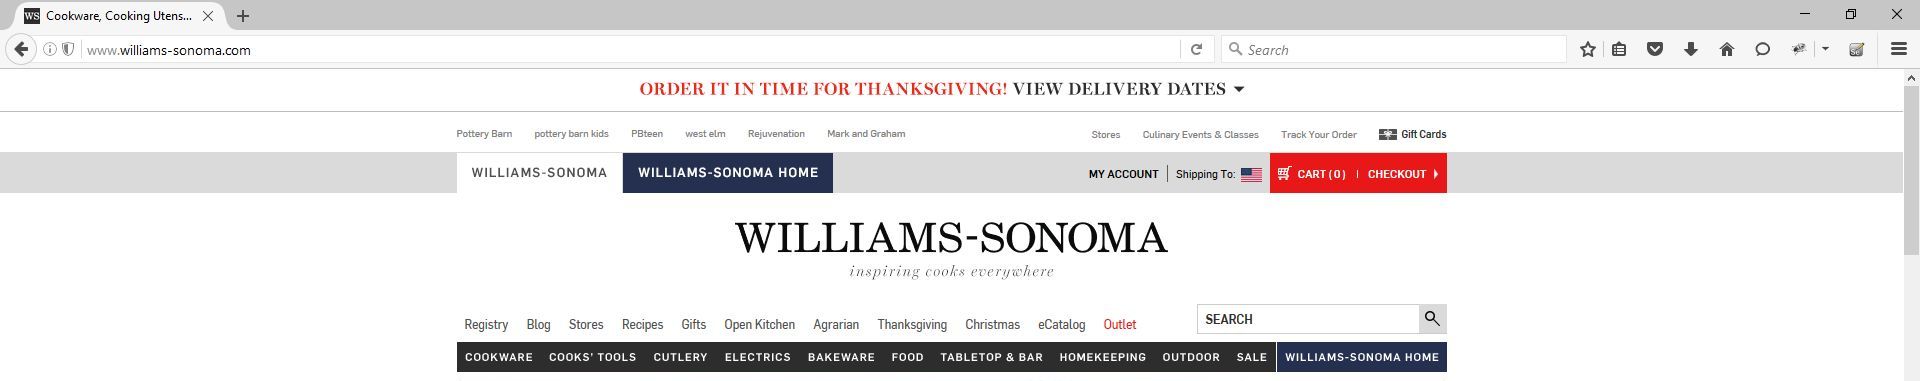 WS Cookware, Cooking Utens...
www.williams-sonoma.com
Search
ORDER IT IN TIME FOR THANKSGIVING! VIEW DELIVERY DATES
Pottery Barn pottery barn kids PBteen west elm Rejuvenation Mark and Graham Stores Culinary Events & Classes Track Your Order Gift Cards
WILLIAMS-SONOMA WILLIAMS-SONOMA HOME MY ACCOUNT Shipping To: CART (0) | CHECKOUT
WILLIAMS-SONOMA
inspiring cooks everywhere
Registry Blog Stores Recipes Gifts Open Kitchen Agrarian Thanksgiving Christmas eCatalog Outlet SEARCH
COOKWARE COOKS' TOOLS CUTLERY ELECTRICS BAKEWARE FOOD TABLETOP & BAR HOMEKEEPING OUTDOOR SALE WILLIAMS-SONOMA HOME